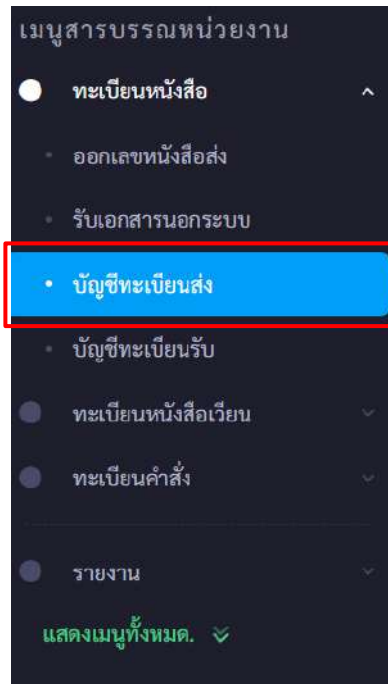 เมนูสารบรรณหน่วยงาน
ทะเบียนหนังสือ
ออกเลขหนังสือส่ง
รับเอกสารนอกระบบ
บัญชีทะเบียนส่ง
บัญชีทะเบียนรับ
ทะเบียนหนังสือเวียน
ทะเบียนคำสั่ง
รายงาน
แสดงเมนูทั้งหมด.